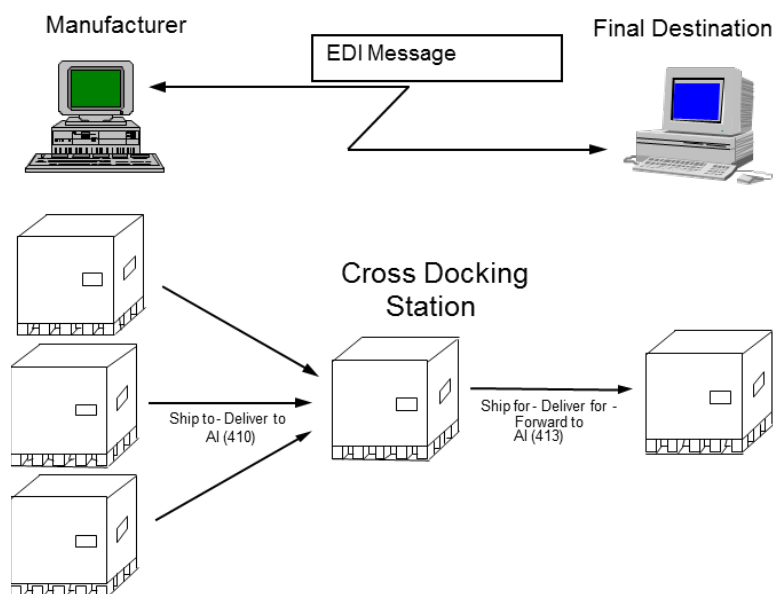 Manufacturer
EDI Message
Final Destination
Cross Docking
Station
Ship to - Deliver to
AI (410)
Ship for - Deliver for -
Forward to
AI (413)